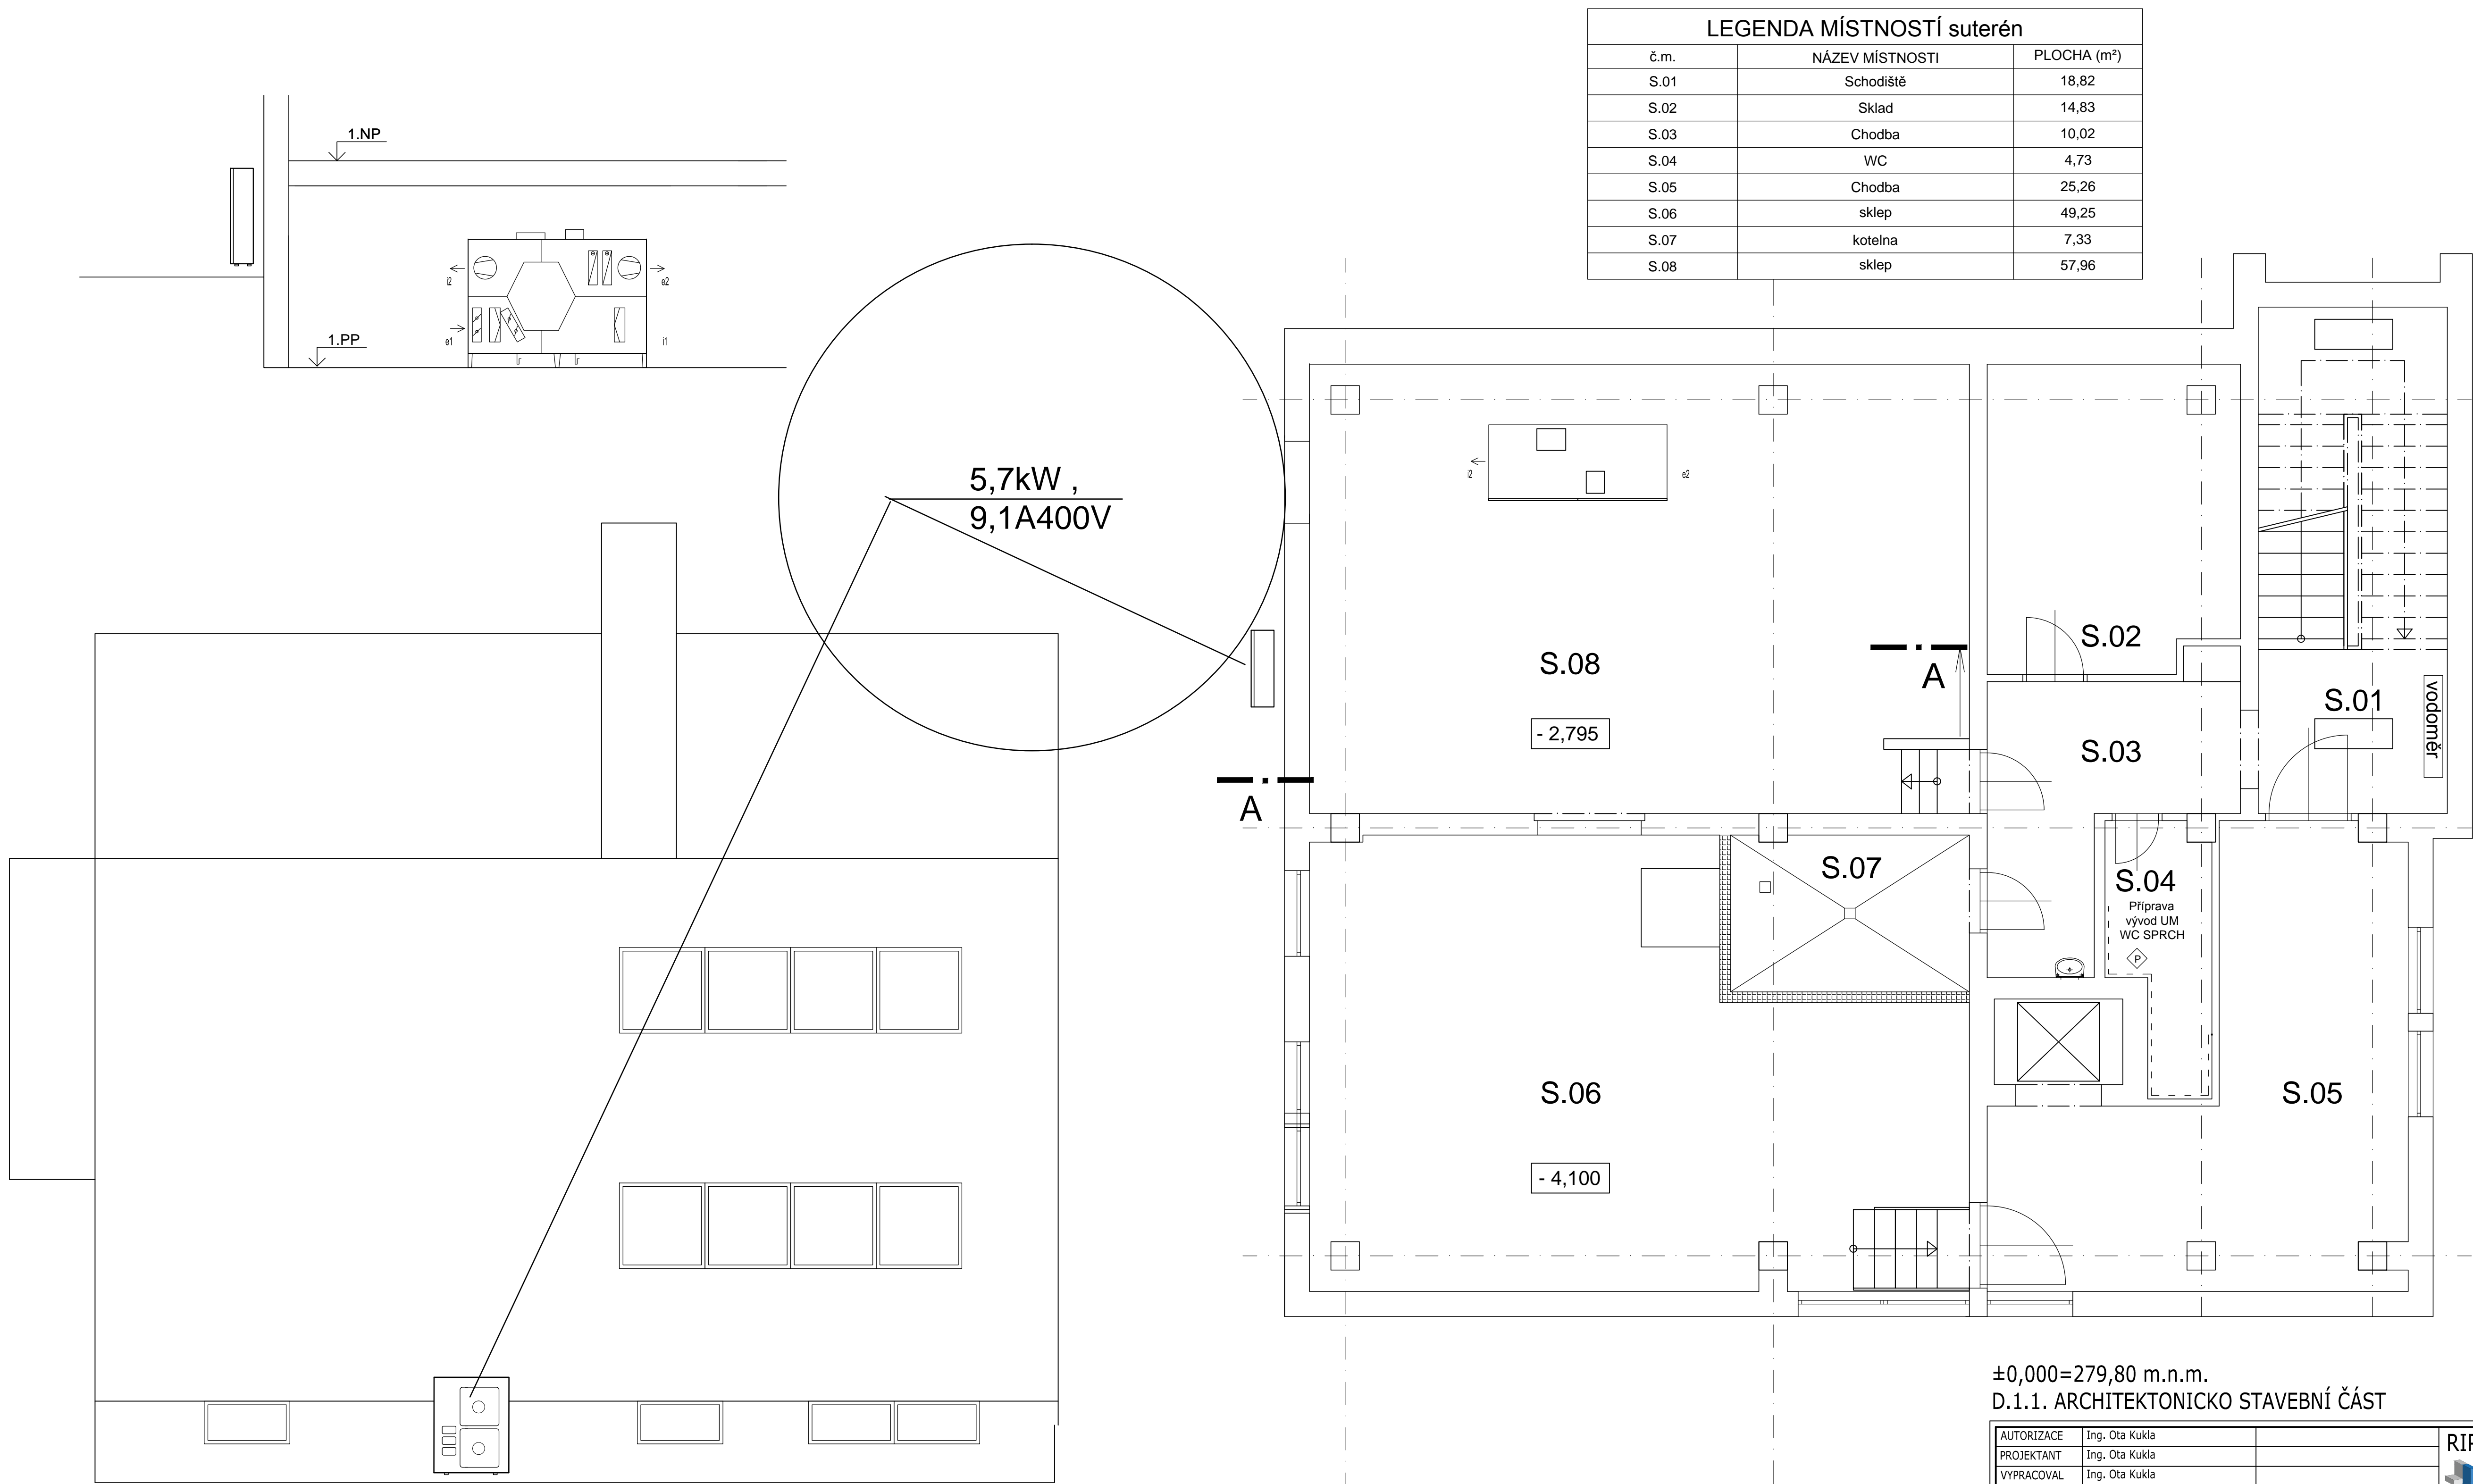 LEGENDA MÍSTNOSTÍ suterén
č.m. NÁZEV MÍSTNOSTI PLOCHA (m²)
S.01 Schodiště 18,82
S.02 Sklad 14,83
S.03 Chodba 10,02
S.04 WC 4,73
S.05 Chodba 25,26
S.06 sklep 49,25
S.07 kotelna 7,33
S.08 sklep 57,96
1.NP
i2
e2
e1
i1
1.PP
5,7kW ,
9,1A400V
i2
e2
S.08
- 2,795
A
A
S.02
S.01
vodoměr
S.03
S.07
S.04
Příprava
vývod UM
WC SPRCH
P
S.06
- 4,100
S.05
±0,000=279,80 m.n.m.
D.1.1. ARCHITEKTONICKO STAVEBNÍ ČÁST
AUTORIZACE Ing. Ota Kukla
PROJEKTANT Ing. Ota Kukla
VYPRACOVAL Ing. Ota Kukla